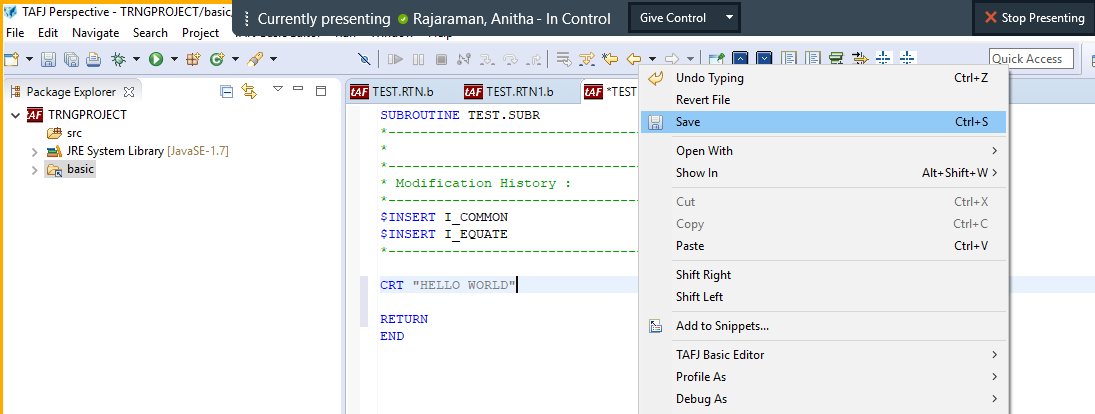 TAFJ Perspective - TRNGPROJECT/basic/
Currently presenting Rajaraman, Anitha - In Control
Give Control
Stop Presenting
File Edit Navigate Search Project
Quick Access
Package Explorer
TRNGPROJECT
src
JRE System Library [JavaSE-1.7]
basic
tAF TEST.RTN.b tAF TEST.RTN1.b tAF *TEST
SUBROUTINE TEST.SUBR
*--------------------------------
*
*--------------------------------
* Modification History :
*--------------------------------
$INSERT I_COMMON
$INSERT I_EQUATE
*--------------------------------
CRT "HELLO WORLD"
RETURN
END
Undo Typing Ctrl+Z
Revert File
Save Ctrl+S
Open With
Show In Alt+Shift+W
Cut Ctrl+X
Copy Ctrl+C
Paste Ctrl+V
Shift Right
Shift Left
Add to Snippets...
TAFJ Basic Editor
Profile As
Debug As